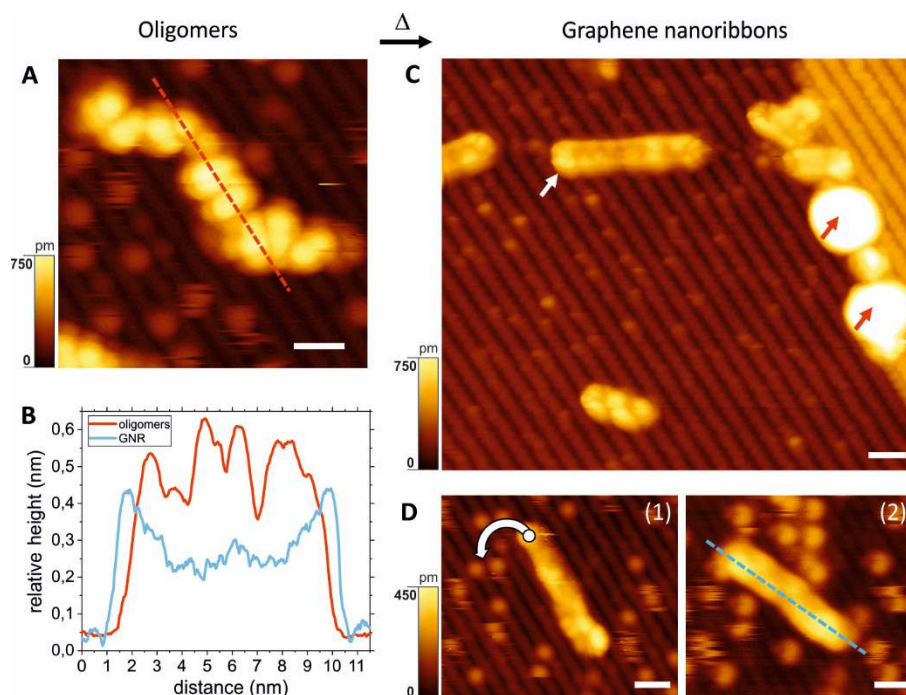 Oligomers
Δ
Graphene nanoribbons
A
pm
750
0
C
pm
750
0
B
oligomers
GNR
relative height (nm)
0,6
0,5
0,4
0,3
0,2
0,1
0,0
0 1 2 3 4 5 6 7 8 9 10 11
distance (nm)
D
pm
450
0
(1)
(2)